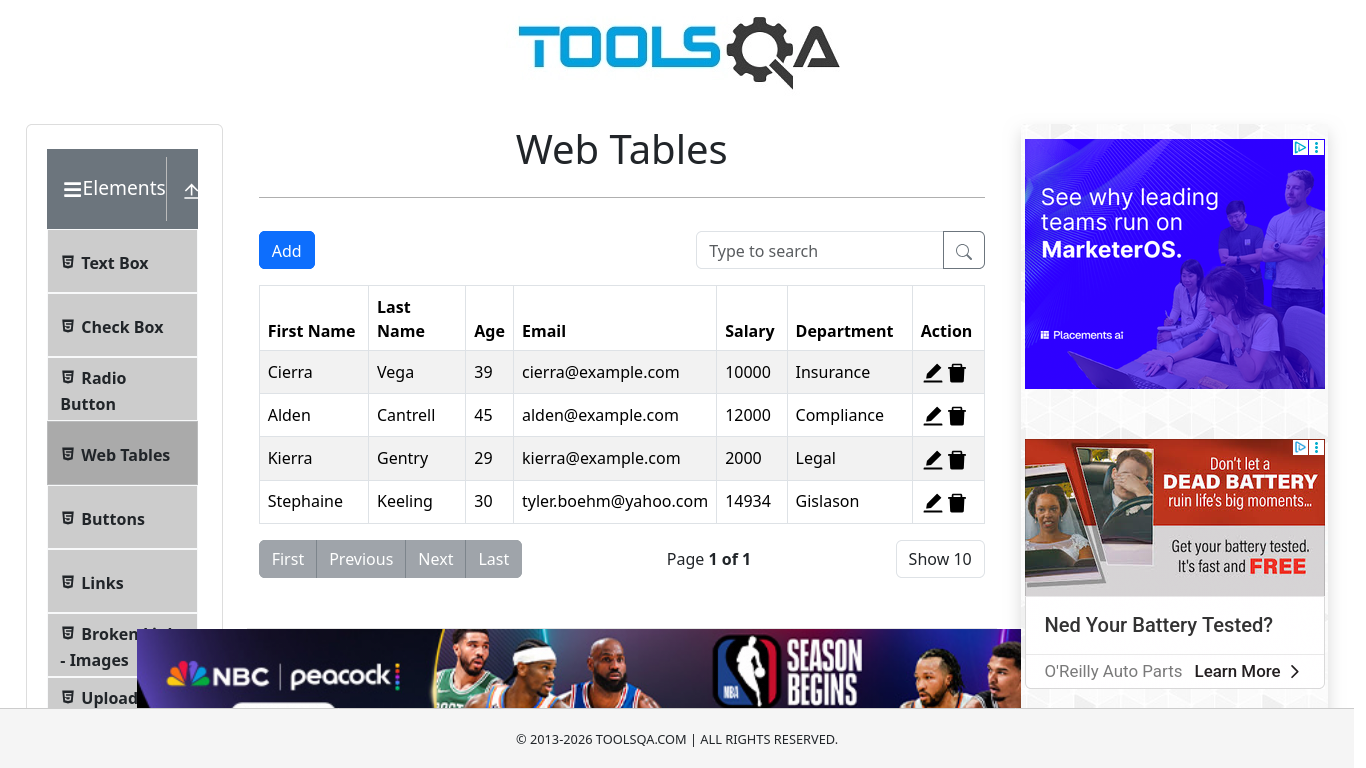 TOOLSQA
Web Tables
Elements
Text Box
Check Box
Radio
Button
Web Tables
Buttons
Links
Broken
- Images
Upload
Add
Type to search
First Name Last Name Age Email Salary Department Action
Cierra Vega 39 cierra@example.com 10000 Insurance
Alden Cantrell 45 alden@example.com 12000 Compliance
Kierra Gentry 29 kierra@example.com 2000 Legal
Stephaine Keeling 30 tyler.boehm@yahoo.com 14934 Gislason
First Previous Next Last Page 1 of 1 Show 10
See why leading
teams run on
MarketerOS.
Placements ai
Don't let a
DEAD BATTERY
ruin life's big moments...
Get your battery tested.
It's fast and FREE
Ned Your Battery Tested?
O'Reilly Auto Parts Learn More
NBC peacock
NBA
SEASON
BEGINS
© 2013-2026 TOOLSQA.COM | ALL RIGHTS RESERVED.